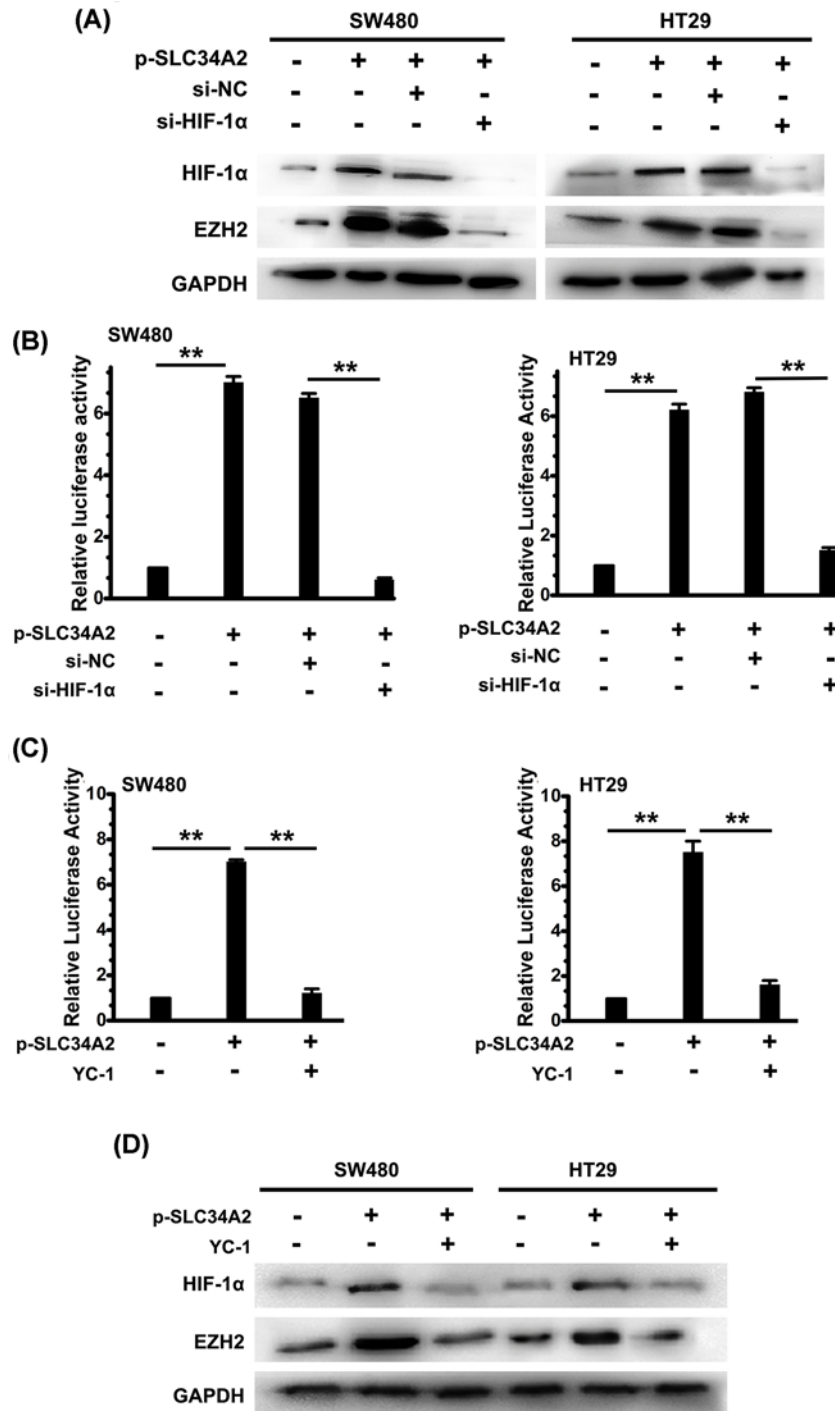 (A)
SW480 HT29
p-SLC34A2 - + + + - + + +
si-NC - - + - - - + -
si-HIF-1α - - - + - - - +
HIF-1α
EZH2
GAPDH
(B)
SW480
**
**
Relative luciferase activity
6
4
2
0
p-SLC34A2 - + + +
si-NC - - + -
si-HIF-1α - - - +
HT29
**
**
Relative Luciferase Activity
6
4
2
0
p-SLC34A2 - + + +
si-NC - - + -
si-HIF-1α - - - +
(C)
SW480
** **
Relative Luciferase Activity
10
8
6
4
2
0
p-SLC34A2 - + +
YC-1 - - +
HT29
** **
Relative Luciferase Activity
10
8
6
4
2
0
p-SLC34A2 - + +
YC-1 - - +
(D)
SW480 HT29
p-SLC34A2 - + + - + +
YC-1 - - + - - +
HIF-1α
EZH2
GAPDH